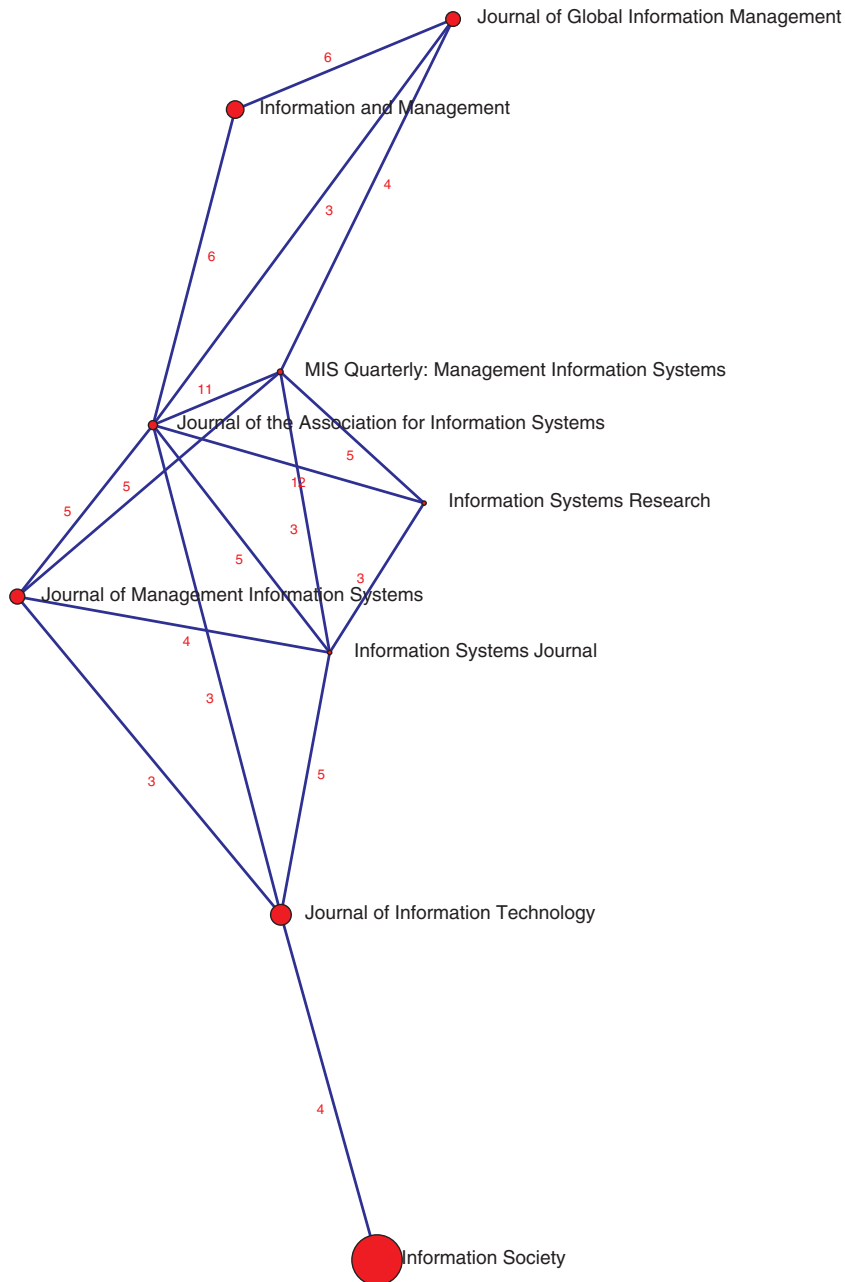 Journal of Global Information Management
6
Information and Management
4
3
6
MIS Quarterly: Management Information Systems
11
Journal of the Association for Information Systems
5
12
5
Information Systems Research
5
3
5
3
Journal of Management Information Systems
4
Information Systems Journal
3
5
3
Journal of Information Technology
4
Information Society